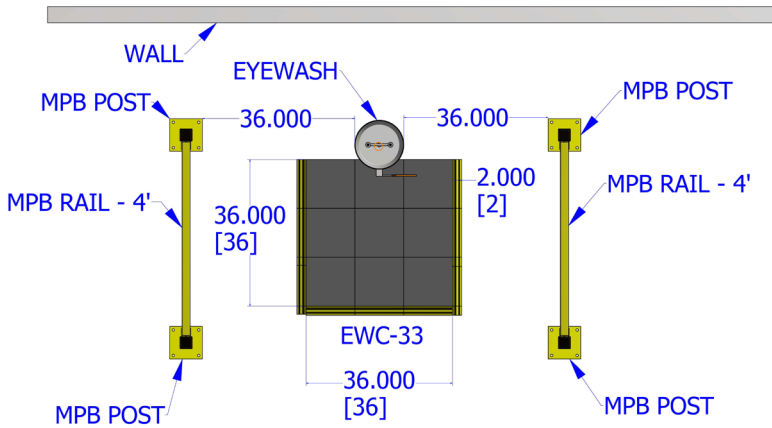 WALL
EYEWASH
MPB POST
36.000
36.000
MPB POST
MPB RAIL - 4'
36.000
[36]
2.000
[2]
MPB RAIL - 4'
EWC-33
36.000
[36]
MPB POST
MPB POST